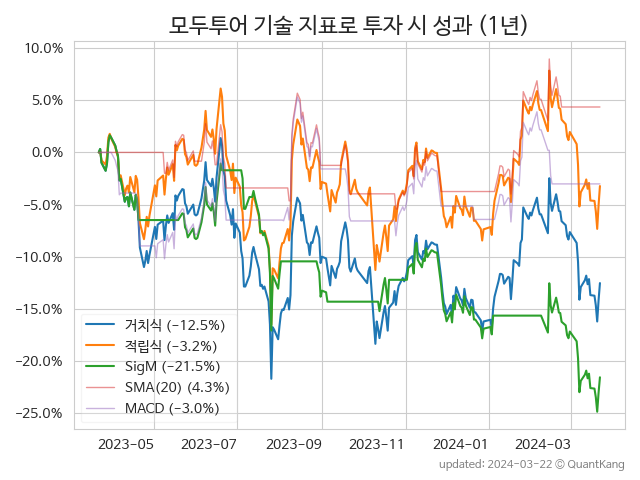 모두투어 기술 지표로 투자 시 성과 (1년)
10.0%
5.0%
0.0%
−5.0%
−10.0%
−15.0%
−20.0%
−25.0%
거치식 (−12.5%)
적립식 (−3.2%)
SigM (−21.5%)
SMA(20) (4.3%)
MACD (−3.0%)
2023-05 2023-07 2023-09 2023-11 2024-01 2024-03
updated: 2024-03-22 © QuantKang